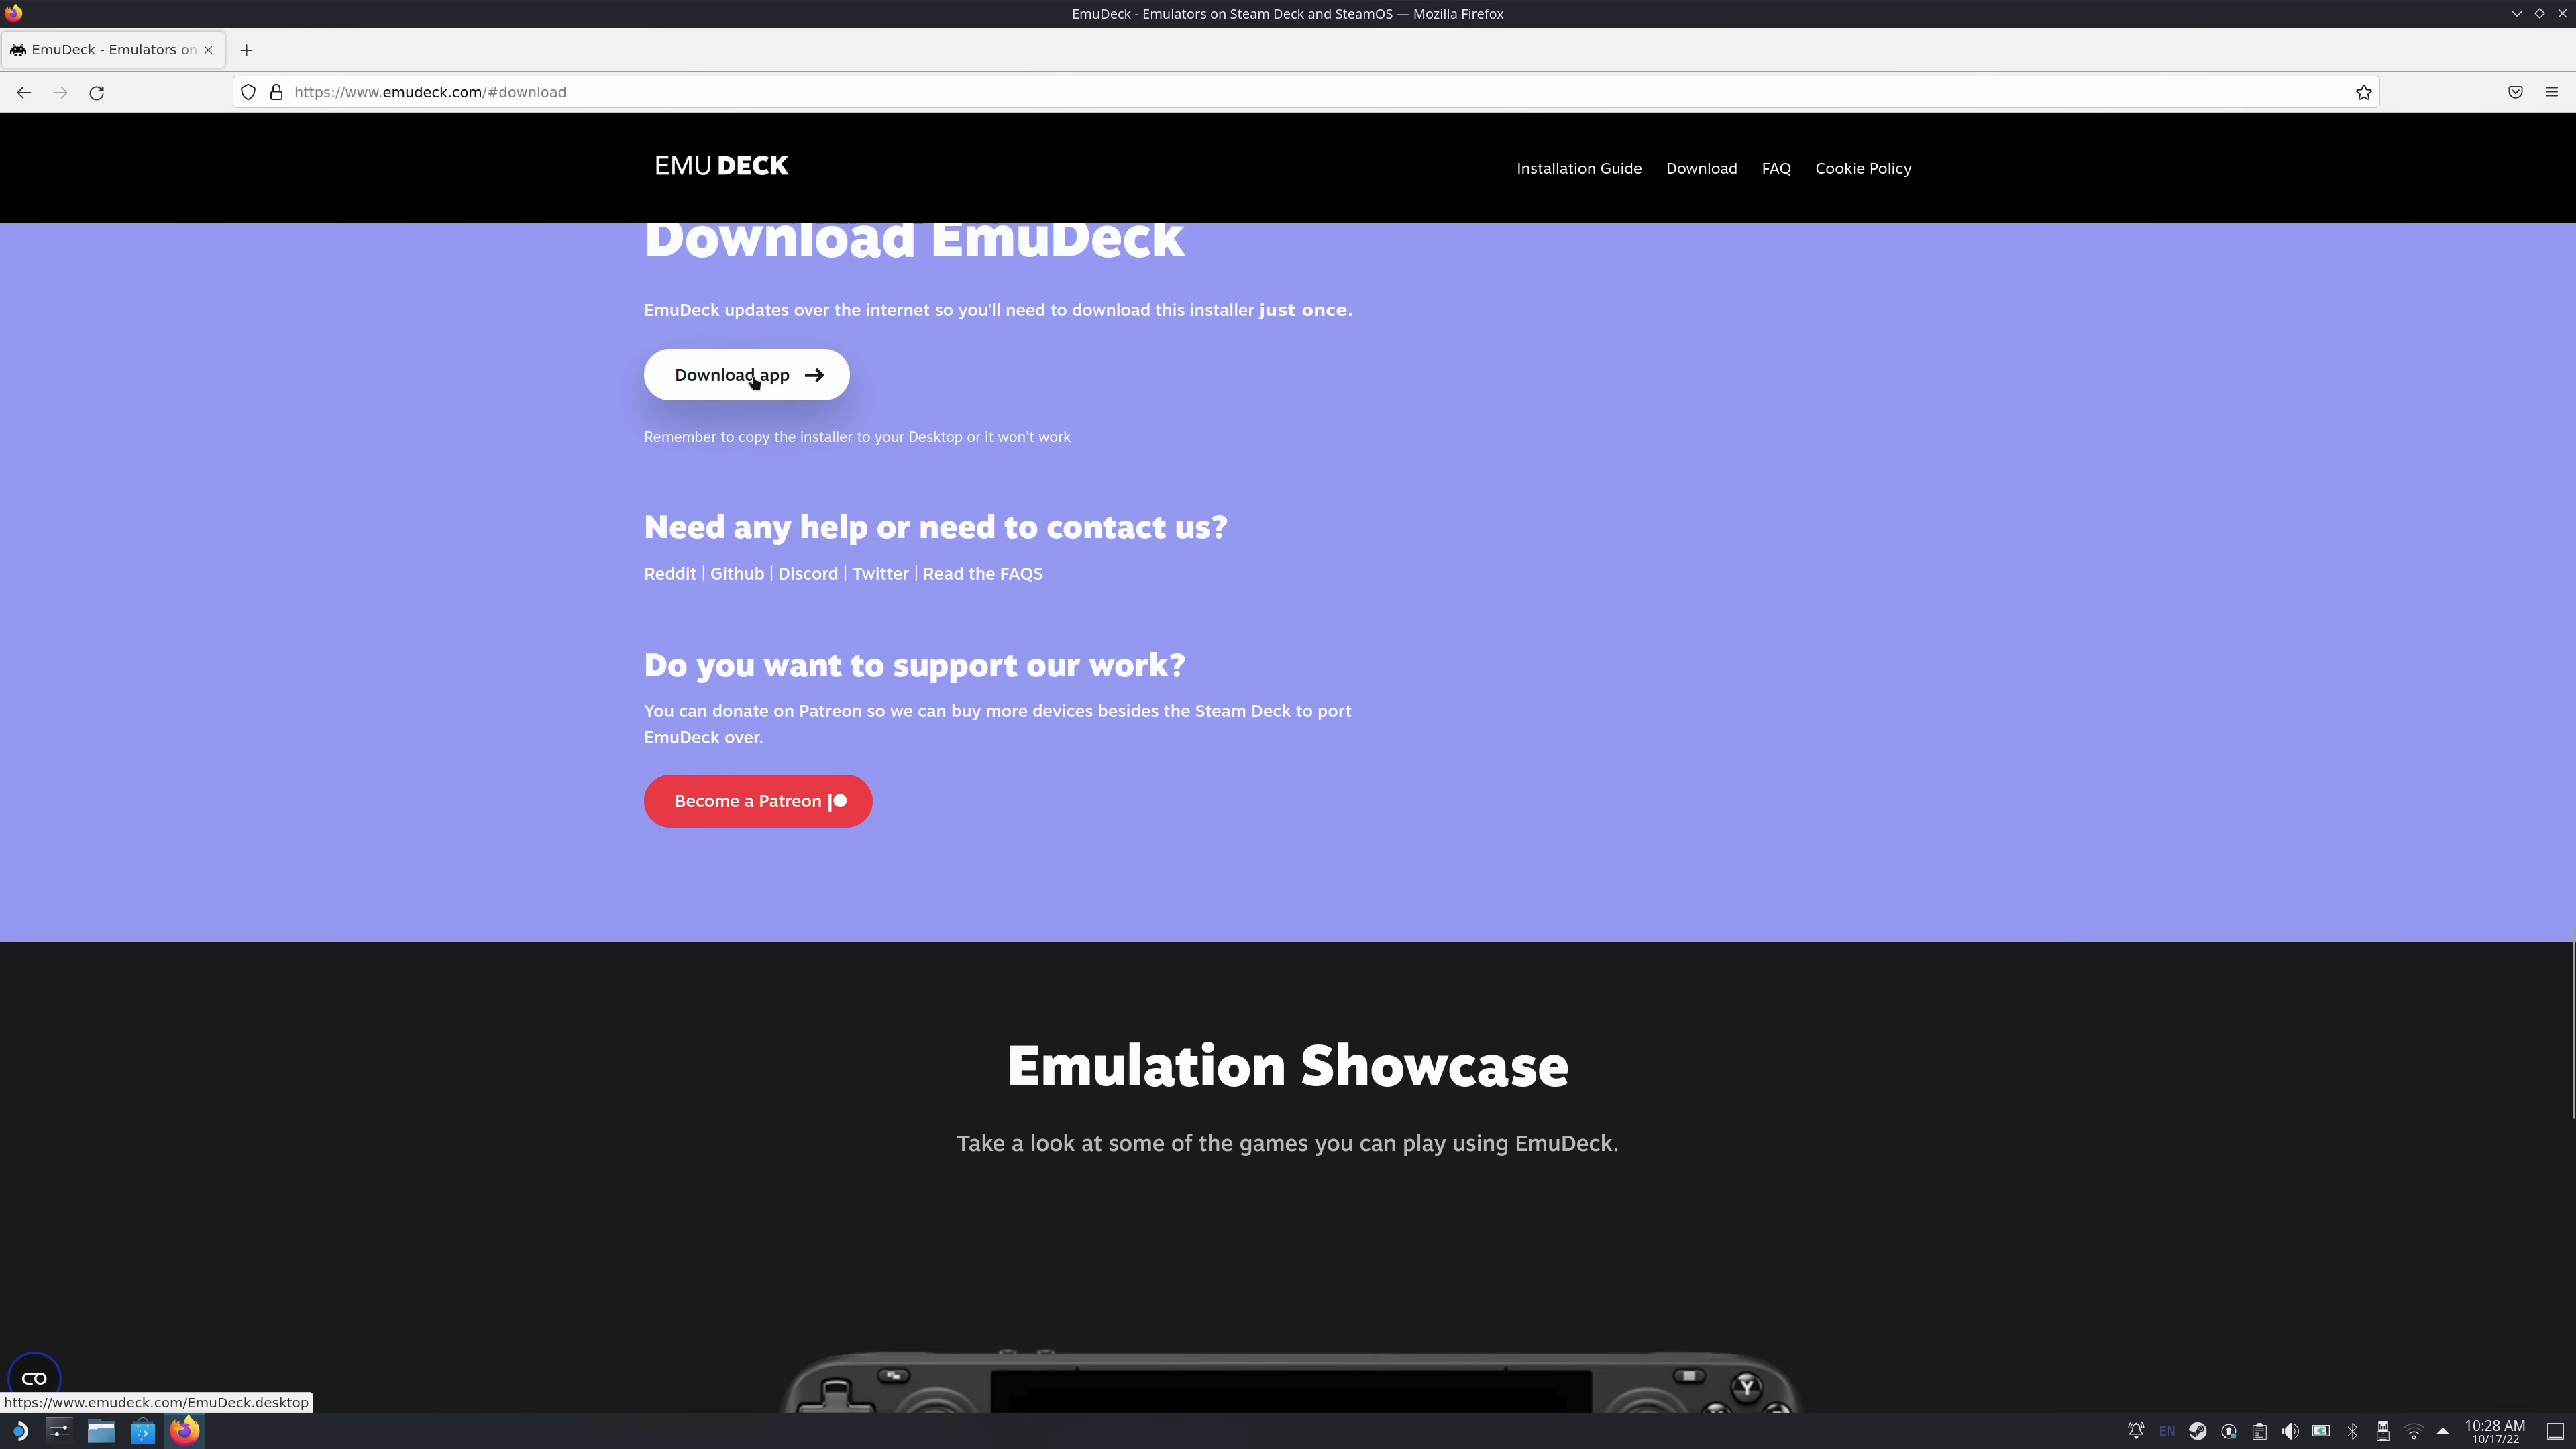 EmuDeck - Emulators on Steam Deck and SteamOS — Mozilla Firefox
EmuDeck - Emulators on
https://www.emudeck.com/#download
EMU DECK
Installation Guide
Download
FAQ
Cookie Policy
Download EmuDeck
EmuDeck updates over the internet so you'll need to download this installer just once.
Download app
Remember to copy the installer to your Desktop or it won't work
Need any help or need to contact us?
Reddit | Github | Discord | Twitter | Read the FAQS
Do you want to support our work?
You can donate on Patreon so we can buy more devices besides the Steam Deck to port
EmuDeck over.
Become a Patreon
Emulation Showcase
Take a look at some of the games you can play using EmuDeck.
Y
https://www.emudeck.com/EmuDeck.desktop
EN
10:28 AM
10/17/22